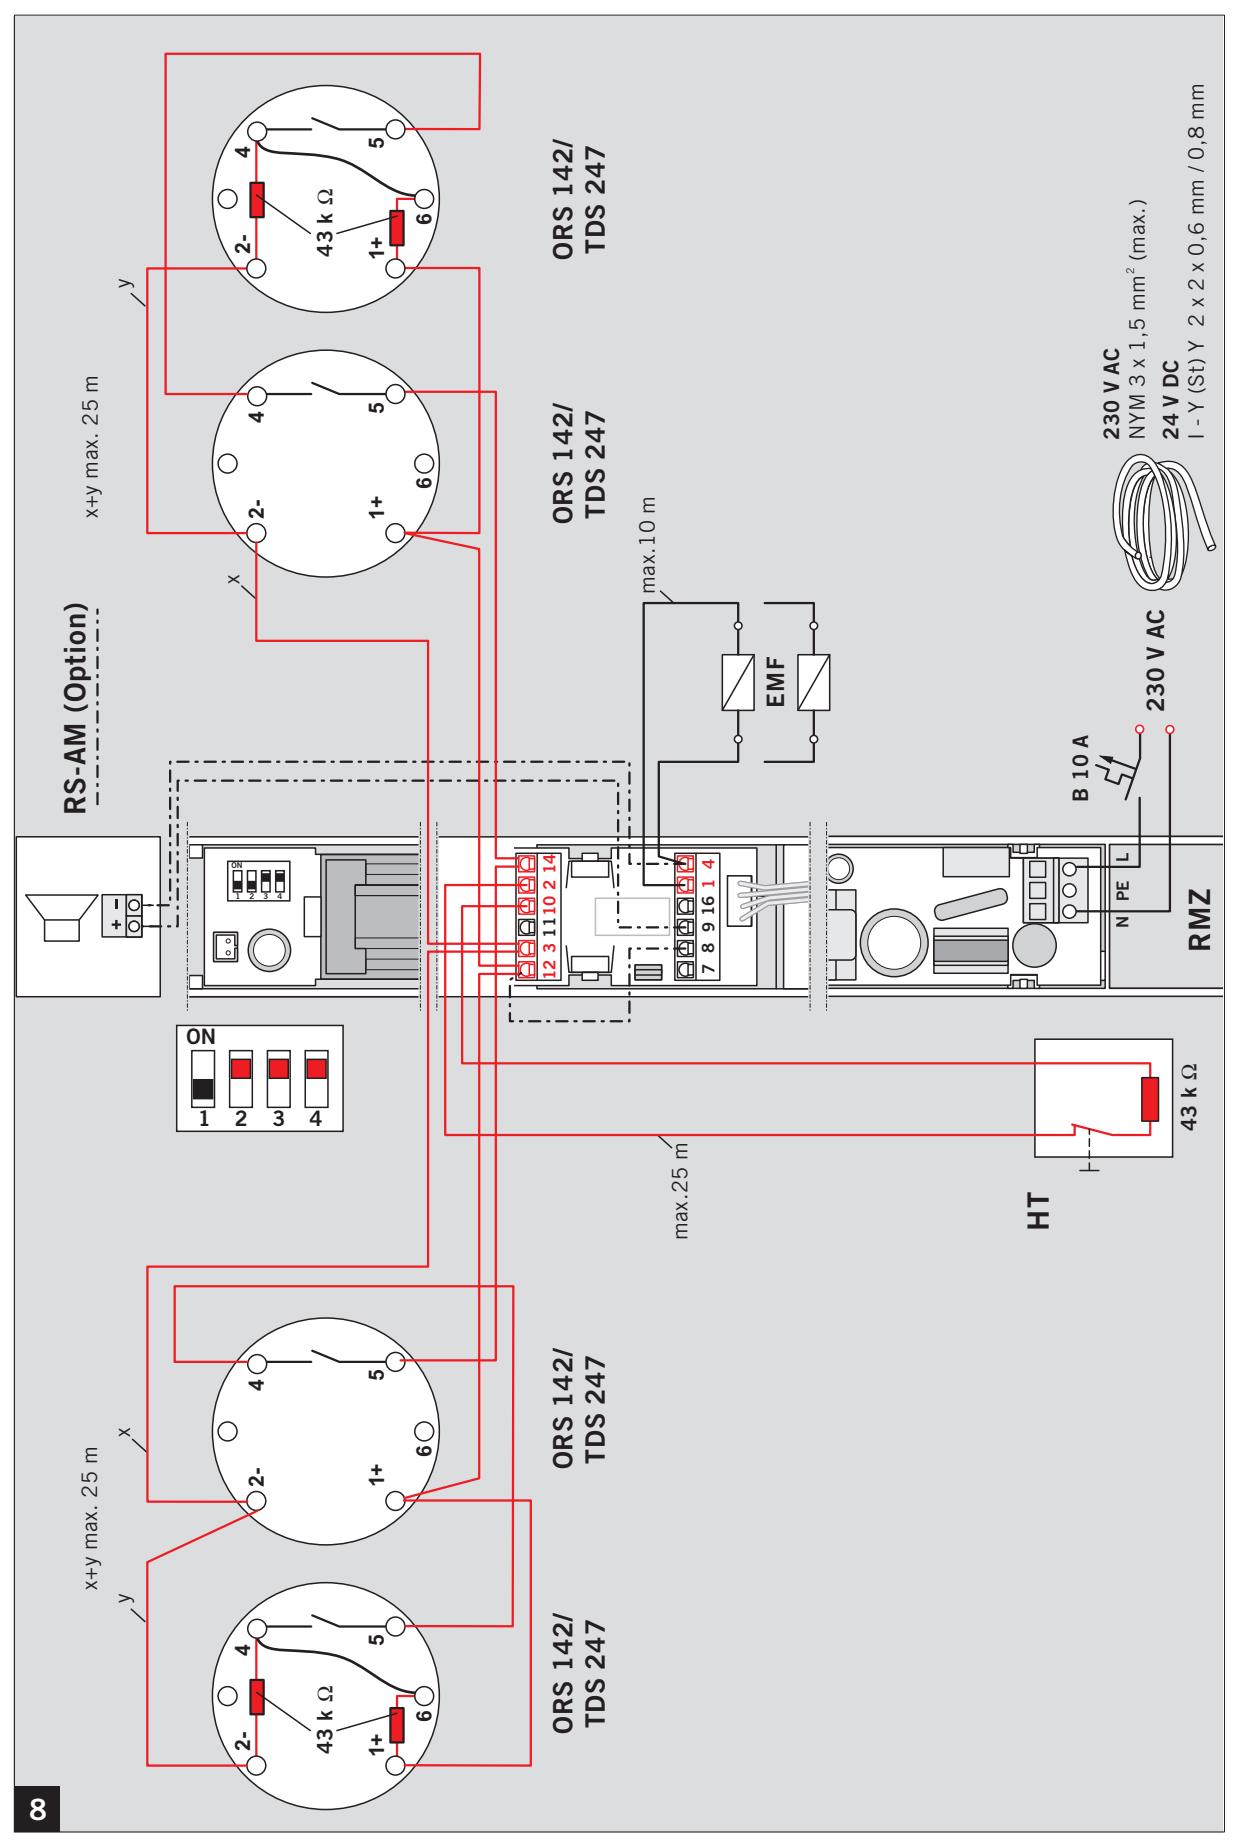 8
RS-AM (Option)
x+y max. 25 m
y
x
4
5
2-
1+
6
43 k Ω
ORS 142/
TDS 247
4
5
2-
1+
6
ORS 142/
TDS 247
max.10 m
EMF
230 V AC
NYM 3 x 1,5 mm² (max.)
24 V DC
I - Y (St) Y 2 x 2 x 0,6 mm / 0,8 mm
230 V AC
B 10 A
+ -
ON
1 2 3 4
12 3 11 10 2 14
7 8 9 16 1 4
N PE L
RMZ
ON
1 2 3 4
max.25 m
HT
43 k Ω
x+y max. 25 m
x
y
4
5
2-
1+
6
ORS 142/
TDS 247
4
5
2-
1+
6
43 k Ω
ORS 142/
TDS 247